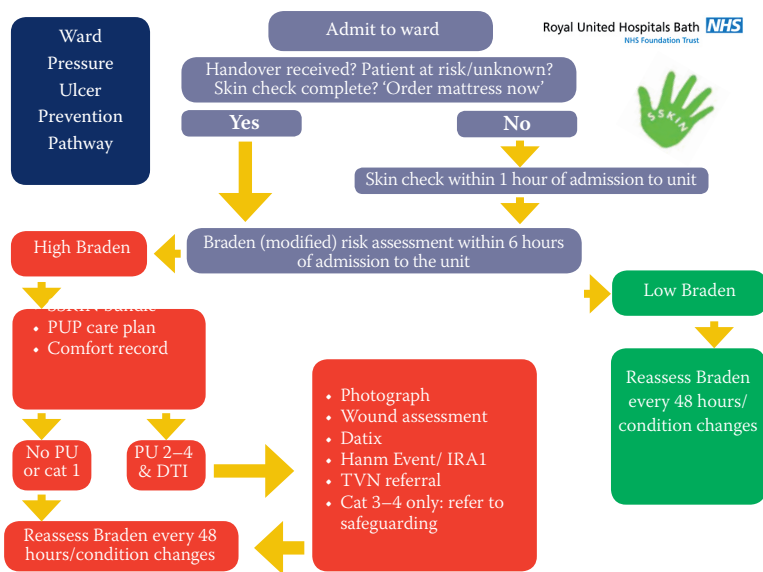 Ward
Pressure
Ulcer
Prevention
Pathway
Admit to ward
Royal United Hospitals Bath NHS
NHS Foundation Trust
Handover received? Patient at risk/unknown?
Skin check complete? ‘Order mattress now’
SSKIN
Yes
No
Skin check within 1 hour of admission to unit
Braden (modified) risk assessment within 6 hours
of admission to the unit
High Braden
Low Braden
• SSKIN bundle
• PUP care plan
• Comfort record
Reassess Braden
every 48 hours/
condition changes
• Photograph
• Wound assessment
• Datix
• Hanm Event/ IRA1
• TVN referral
• Cat 3–4 only: refer to
safeguarding
No PU
or cat 1
PU 2–4
& DTI
Reassess Braden every 48
hours/condition changes